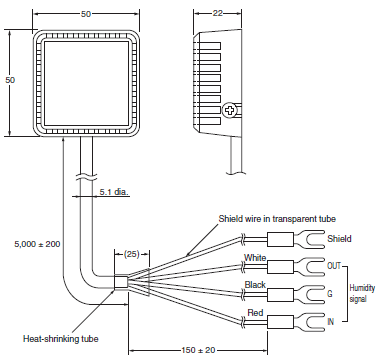 50
22
50
5.1 dia.
Shield wire in transparent tube
5,000 ± 200
(25)
Shield
White
OUT
Black
G
Humidity
signal
Red
IN
Heat-shrinking tube
150 ± 20